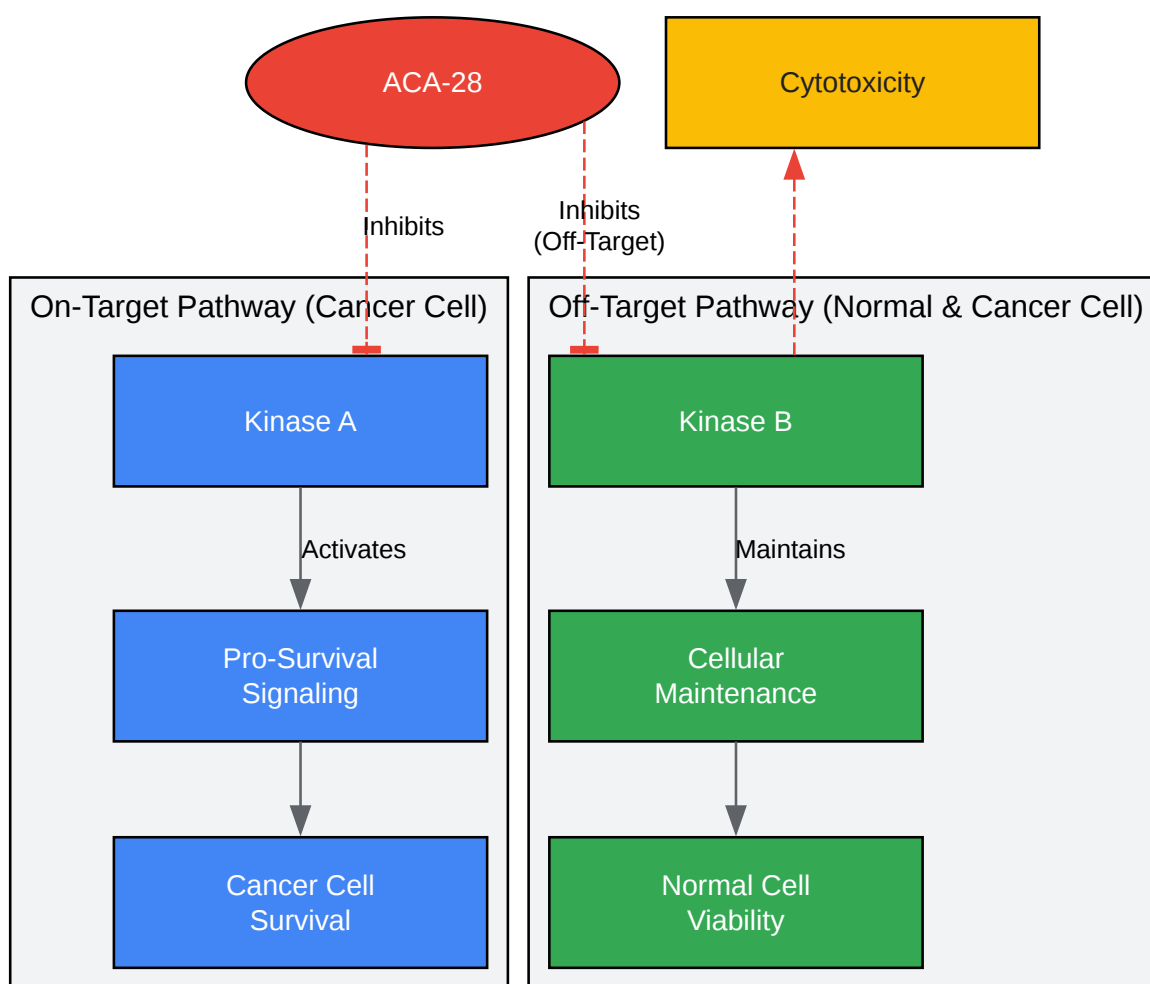 ACA-28
Cytotoxicity
Inhibits
Inhibits
(Off-Target)
On-Target Pathway (Cancer Cell)
Off-Target Pathway (Normal & Cancer Cell)
Kinase A
Kinase B
Activates
Maintains
Pro-Survival
Signaling
Cellular
Maintenance
Cancer Cell
Survival
Normal Cell
Viability